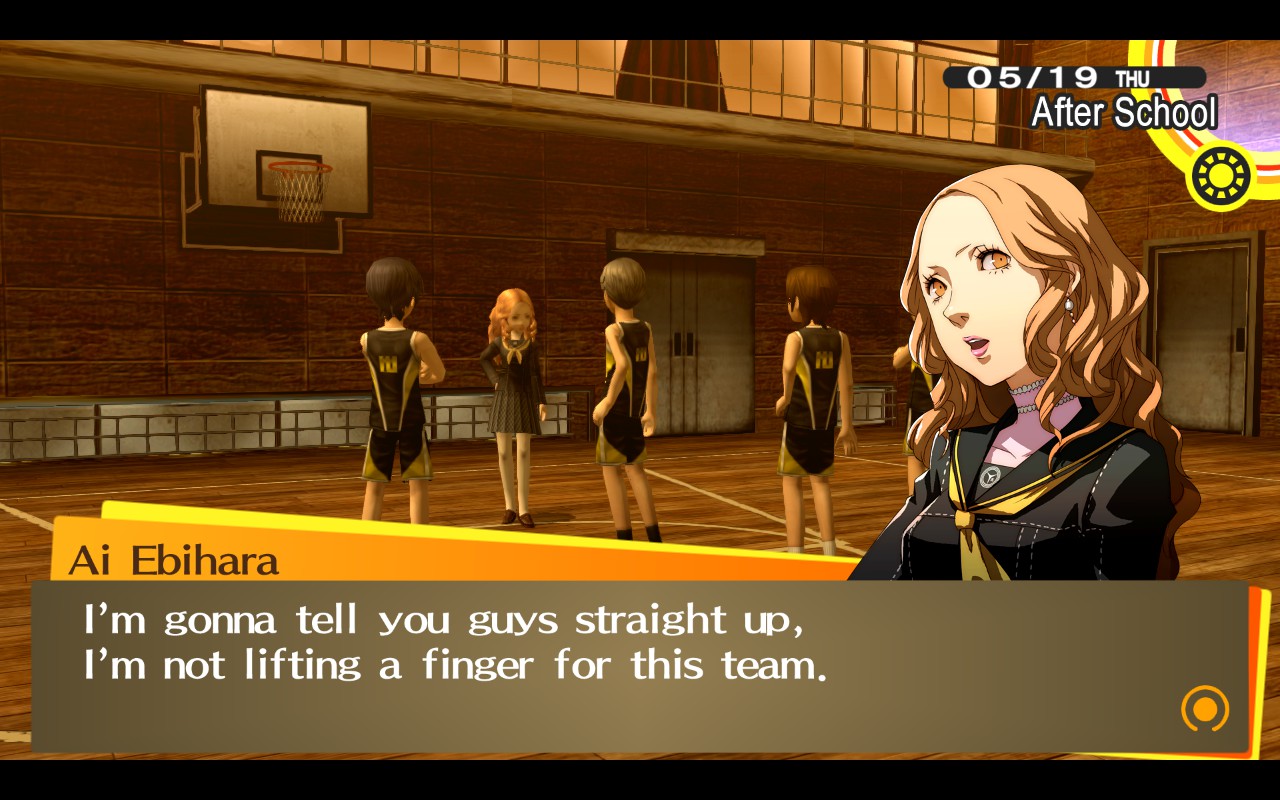 05/19 THU
After School
Ai Ebihara
I'm gonna tell you guys straight up,
I'm not lifting a finger for this team.